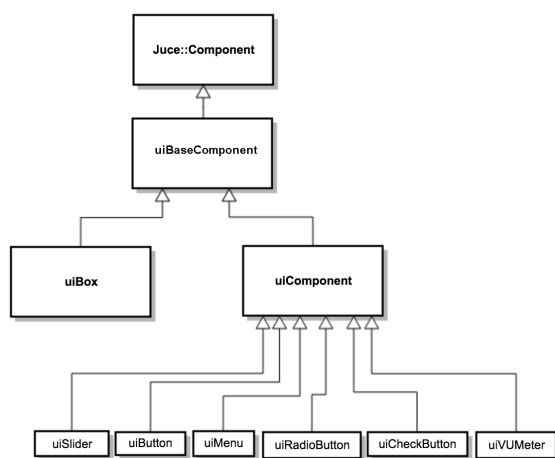 Juce::Component
uiBaseComponent
uiBox
uiComponent
uiSlider
uiButton
uiMenu
uiRadioButton
uiCheckButton
uiVUMeter